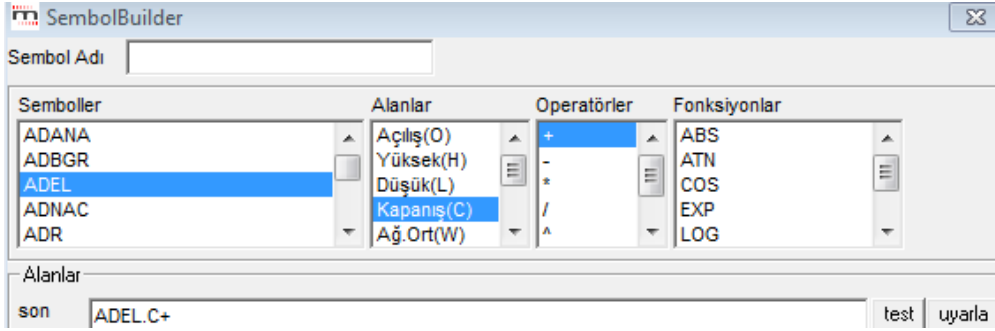 SembolBuilder
Sembol Adı
Semboller Alanlar Operatörler Fonksiyonlar
ADANA Açılış(O) + ABS
ADBGR Yüksek(H) - ATN
ADEL Düşük(L) * COS
ADNAC Kapanış(C) / EXP
ADR Ağ.Ort(W) ^ LOG
Alanlar
son ADEL.C+ test uyarla